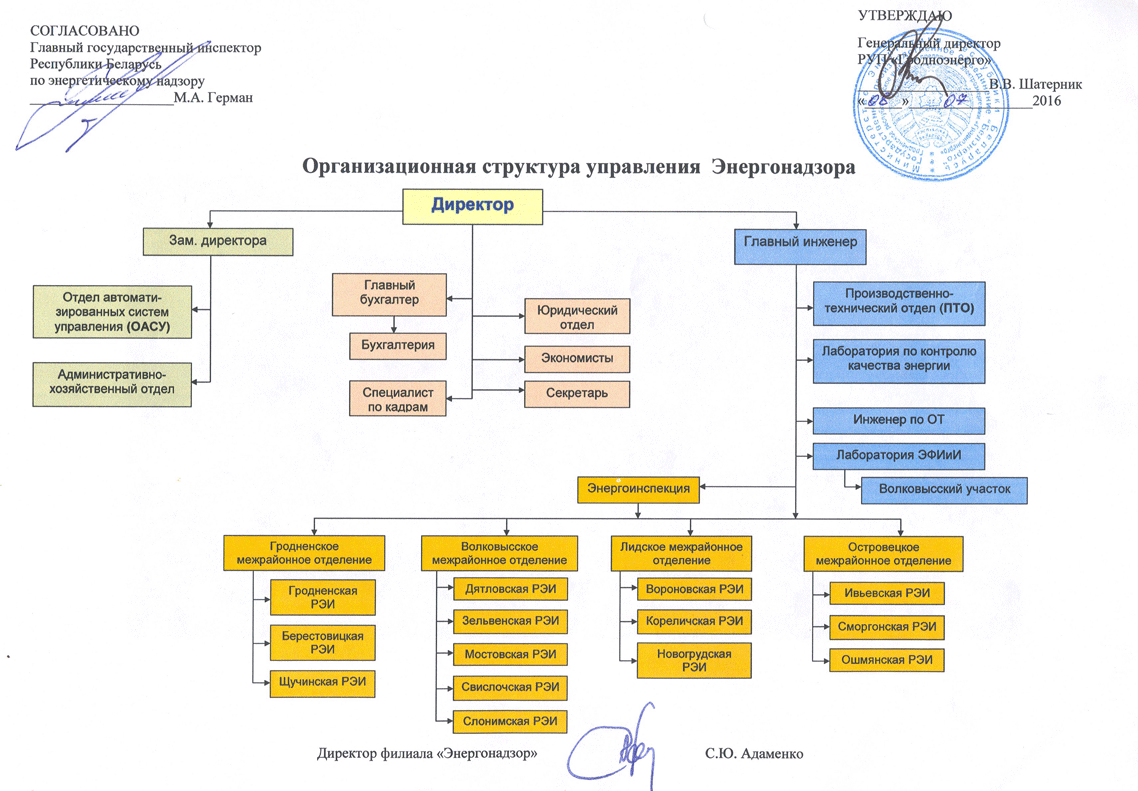 СОГЛАСОВАНО
Главный государственный инспектор
Республики Беларусь
по энергетическому надзору
М.А. Герман
УТВЕРЖДАЮ
Генеральный директор
РУП «Гродноэнерго»
В.В. Шатерник
«06» 07 2016
Организационная структура управления Энергонадзора
Директор
Зам. директора
Главный инженер
Отдел автомати-
зированных систем
управления (ОАСУ)
Административно-
хозяйственный отдел
Главный
бухгалтер
Бухгалтерия
Специалист
по кадрам
Юридический
отдел
Экономисты
Секретарь
Производственно-
технический отдел (ПТО)
Лаборатория по контролю
качества энергии
Инженер по ОТ
Лаборатория ЭФИиИ
Волковысский участок
Энергоинспекция
Гродненское
межрайонное отделение
Гродненская
РЭИ
Берестовицкая
РЭИ
Щучинская РЭИ
Волковысское
межрайонное отделение
Дятловская РЭИ
Зельвенская РЭИ
Мостовская РЭИ
Свислочская РЭИ
Слонимская РЭИ
Лидское межрайонное
отделение
Вороновская РЭИ
Кореличская РЭИ
Новогрудская
РЭИ
Островецкое
межрайонное отделение
Ивьевская РЭИ
Сморгонская РЭИ
Ошмянская РЭИ
Директор филиала «Энергонадзор»
С.Ю. Адаменко